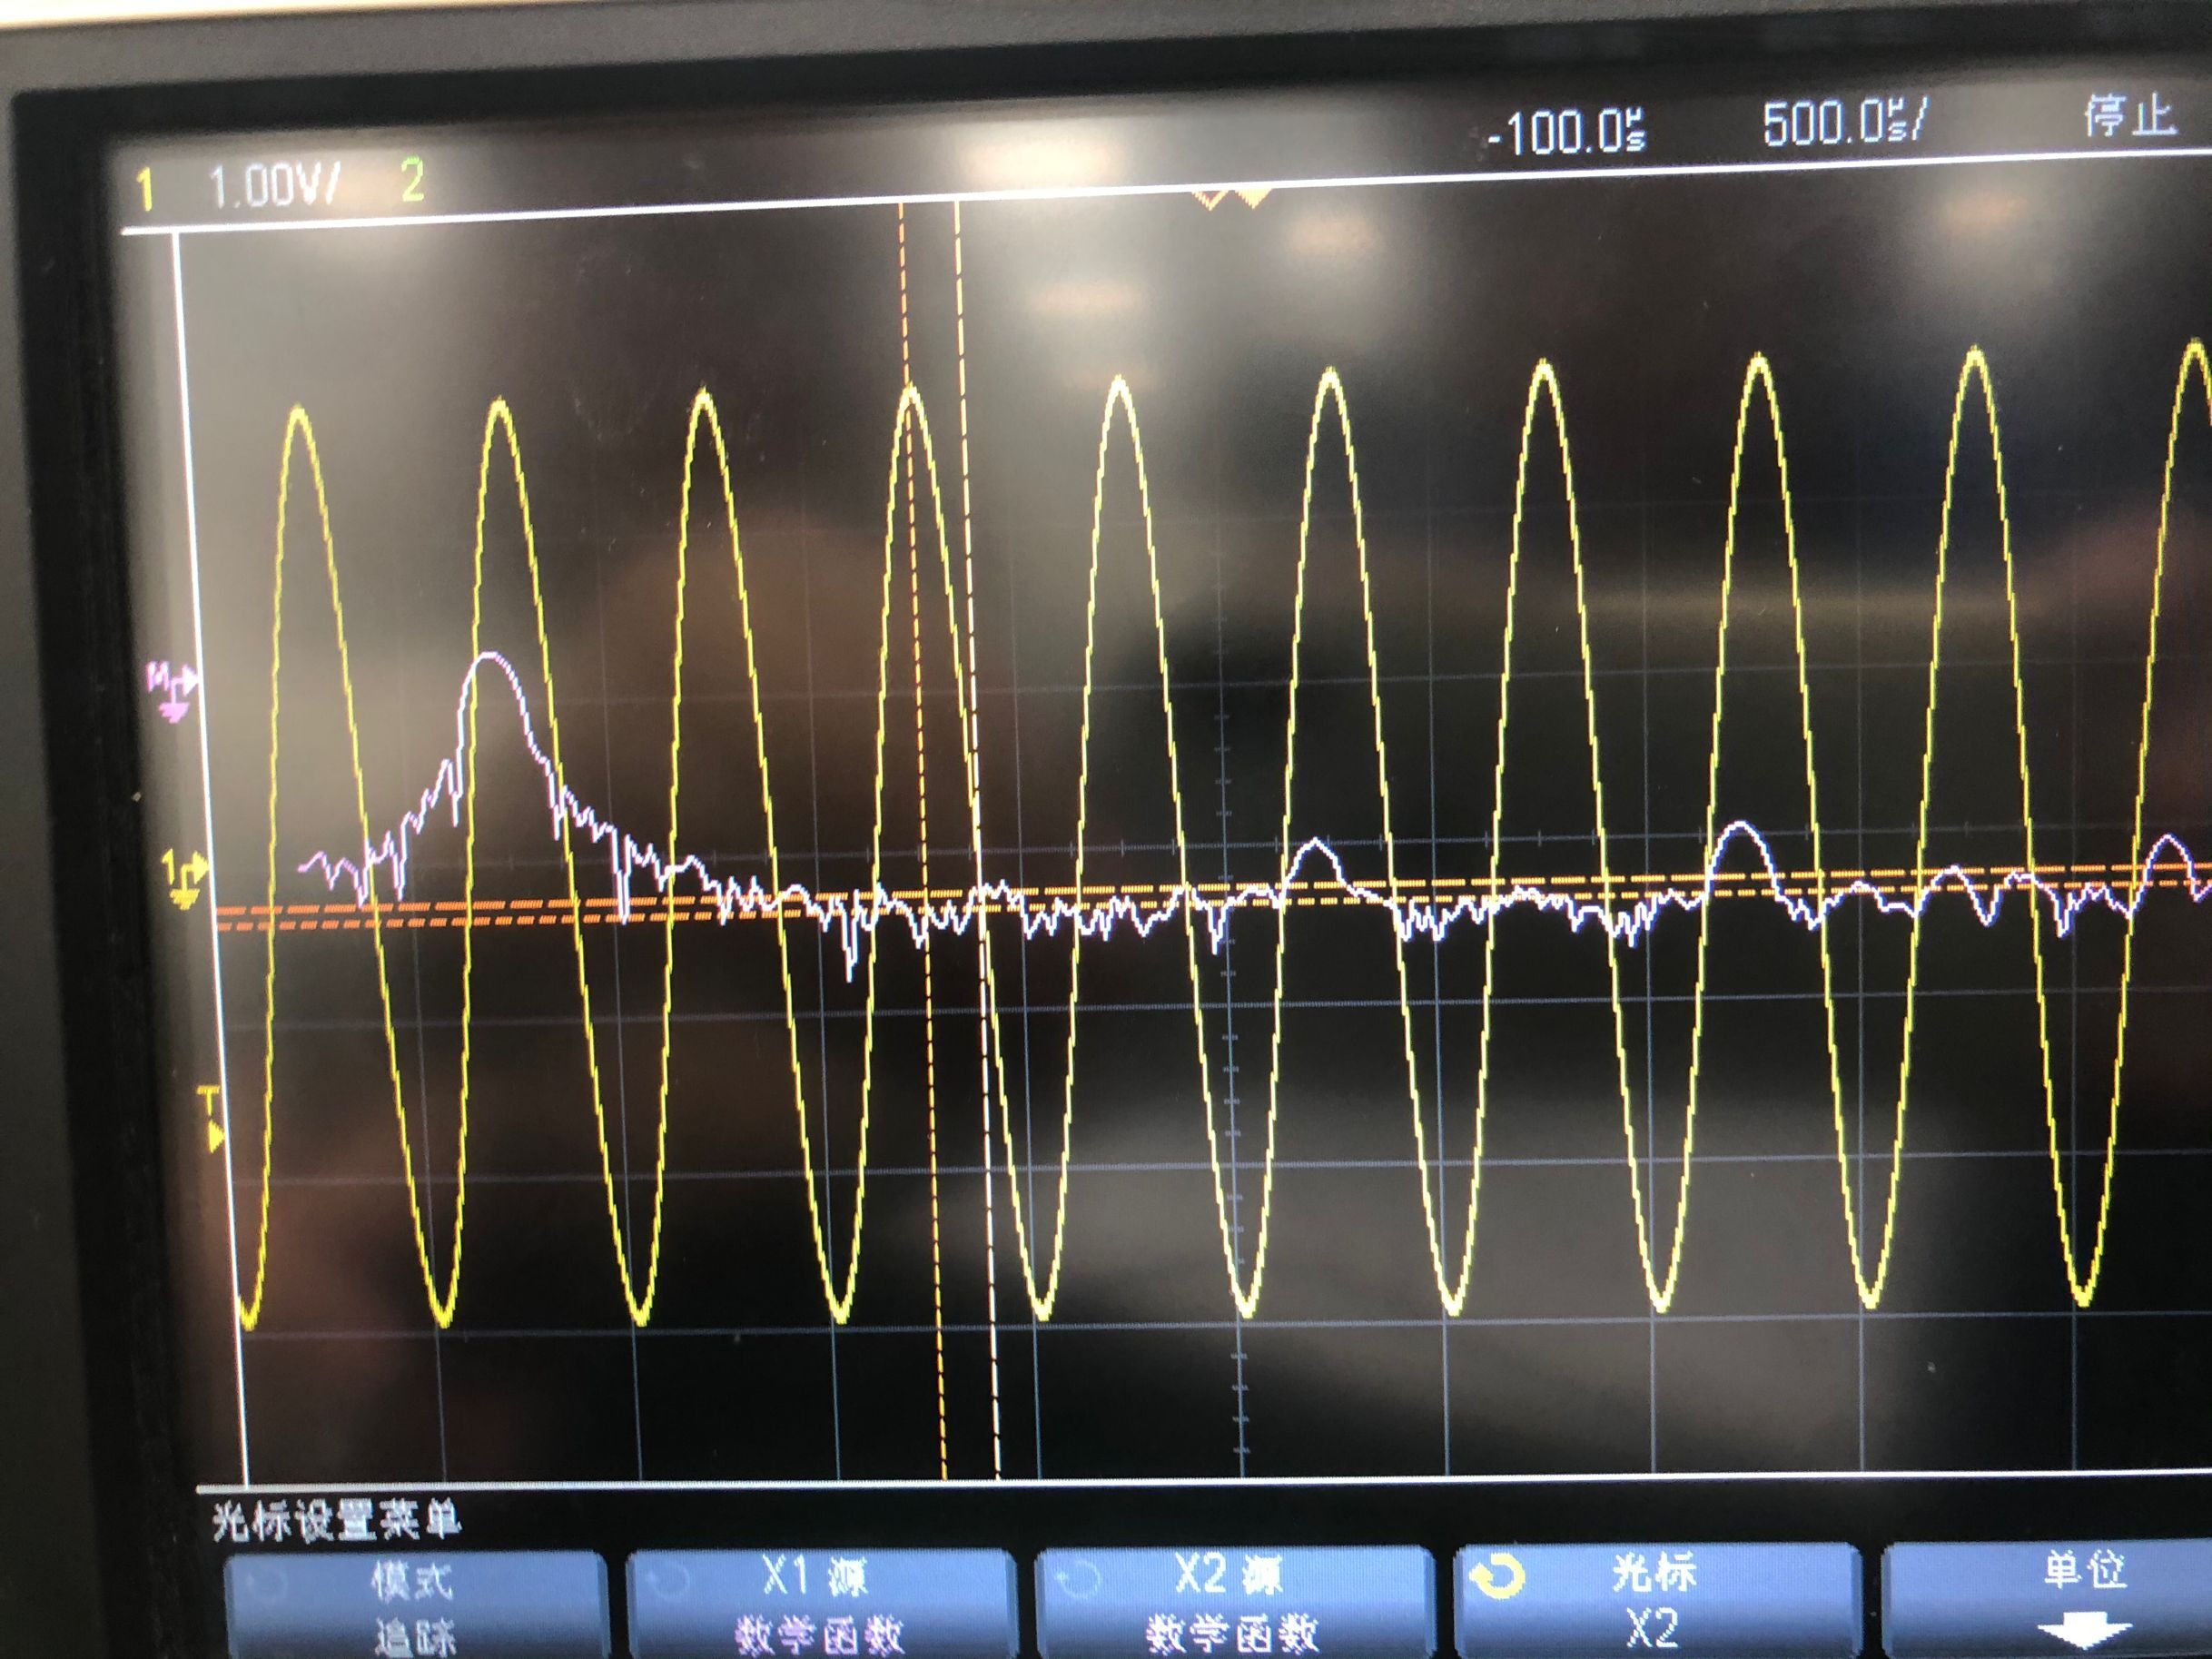 1 1.00V/ 2 -100.0µs 500.0µs/ 停止
M
1
T
光标设置菜单
模式 X1 源 X2 源 光标 单位
追踪 数学函数 数学函数 X2